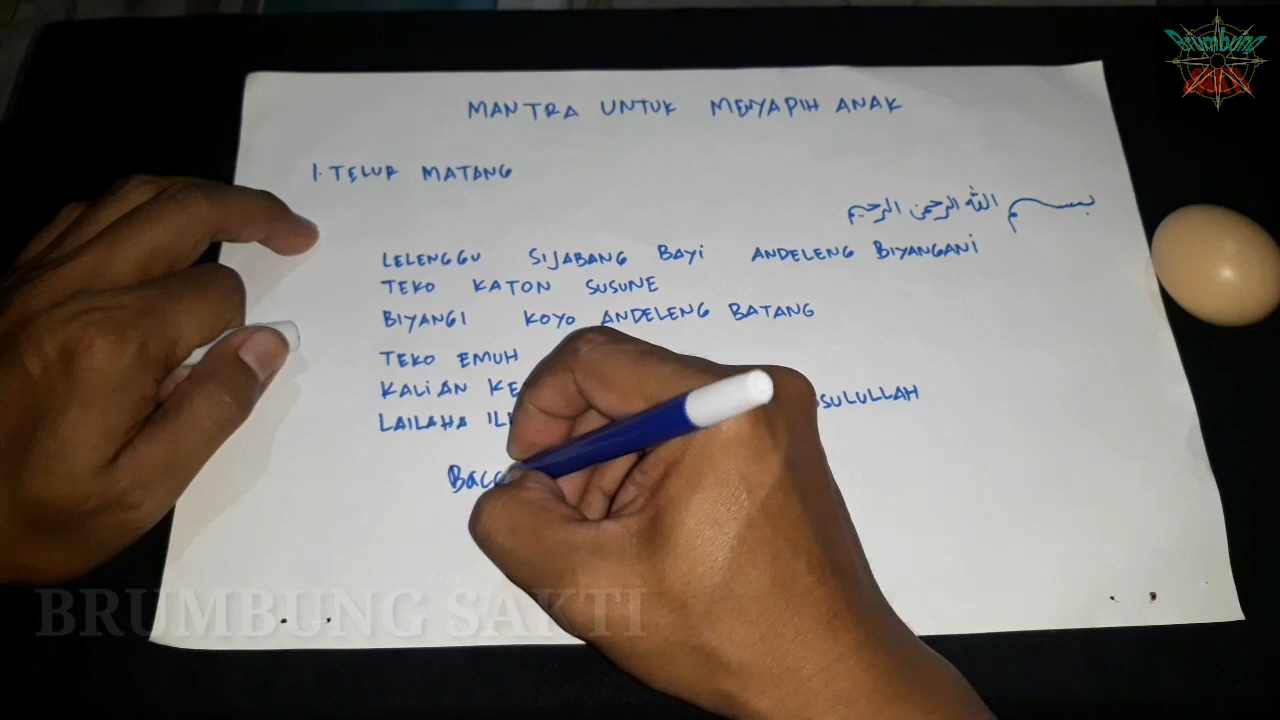 Brumbung
MANTRA UNTUK MENYAPIH ANAK
1. TELUR MATANG
بسم الله الرحمن الرحيم
LELENGGU SIJABANG BAYI ANDELENG BIYANGANI
TEKO KATON SUSUNE
BIYANGI KOYO ANDELENG BATANG
TEKO EMUH
KALIAN
LAILAHA
BRUMBUNG SAKTI